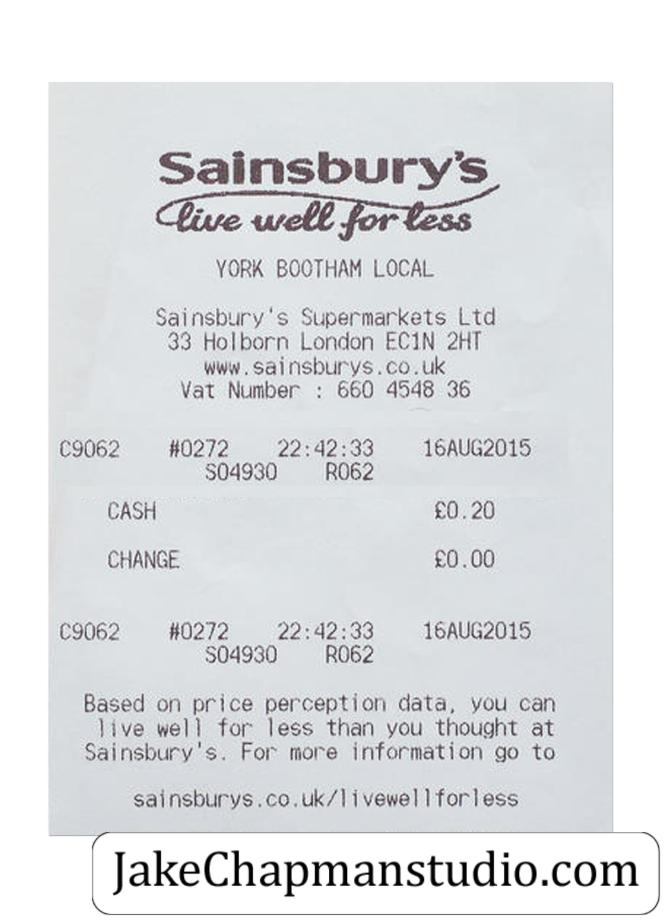 Sainsbury's
live well for less
YORK BOOTHAM LOCAL
Sainsbury's Supermarkets Ltd
33 Holborn London EC1N 2HT
www.sainsburys.co.uk
Vat Number : 660 4548 36
C9062 #0272 22:42:33 16AUG2015
S04930 R062
CASH £0.20
CHANGE £0.00
C9062 #0272 22:42:33 16AUG2015
S04930 R062
Based on price perception data, you can
live well for less than you thought at
Sainsbury's. For more information go to
sainsburys.co.uk/livewellforless
JakeChapmanstudio.com